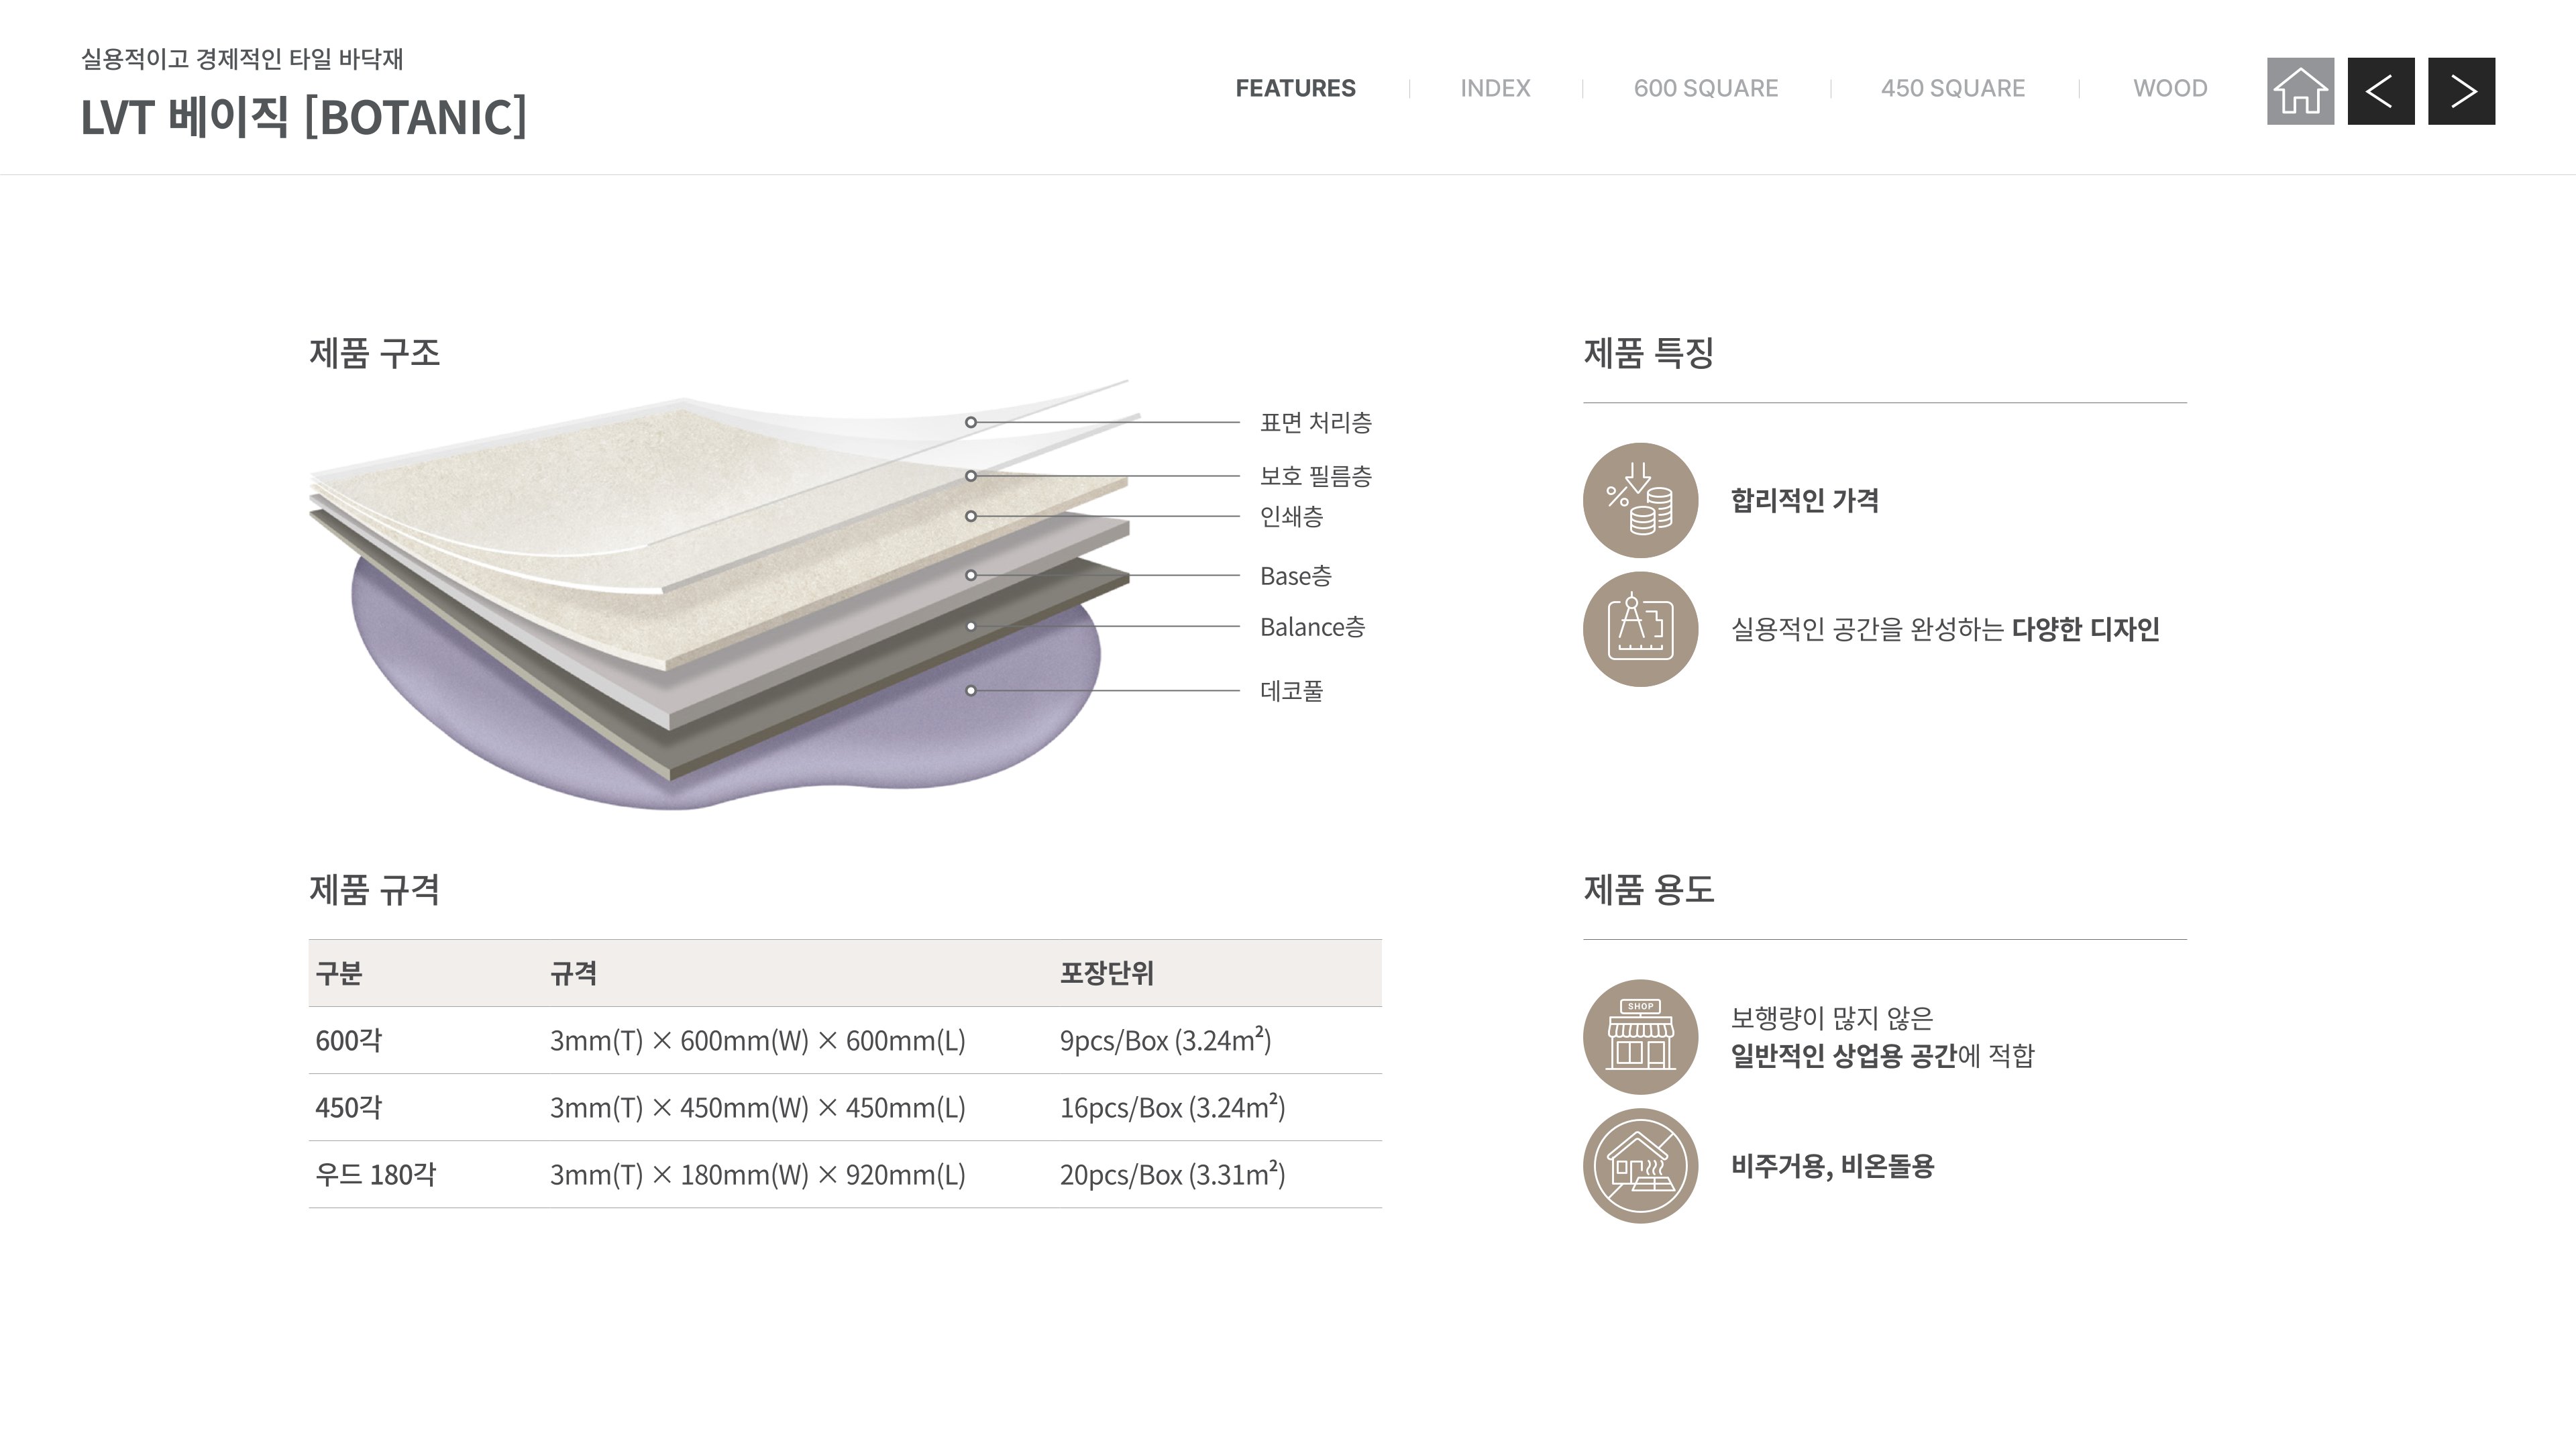 실용적이고 경제적인 타일 바닥재
LVT 베이직 [BOTANIC]
FEATURES
INDEX
600 SQUARE
450 SQUARE
WOOD
제품 구조
표면 처리층
보호 필름층
인쇄층
Base층
Balance층
데코풀
제품 특징
합리적인 가격
실용적인 공간을 완성하는 다양한 디자인
제품 규격
구분 규격 포장단위
600각 3mm(T) × 600mm(W) × 600mm(L) 9pcs/Box (3.24m²)
450각 3mm(T) × 450mm(W) × 450mm(L) 16pcs/Box (3.24m²)
우드 180각 3mm(T) × 180mm(W) × 920mm(L) 20pcs/Box (3.31m²)
제품 용도
SHOP
보행량이 많지 않은
일반적인 상업용 공간에 적합
비주거용, 비온돌용